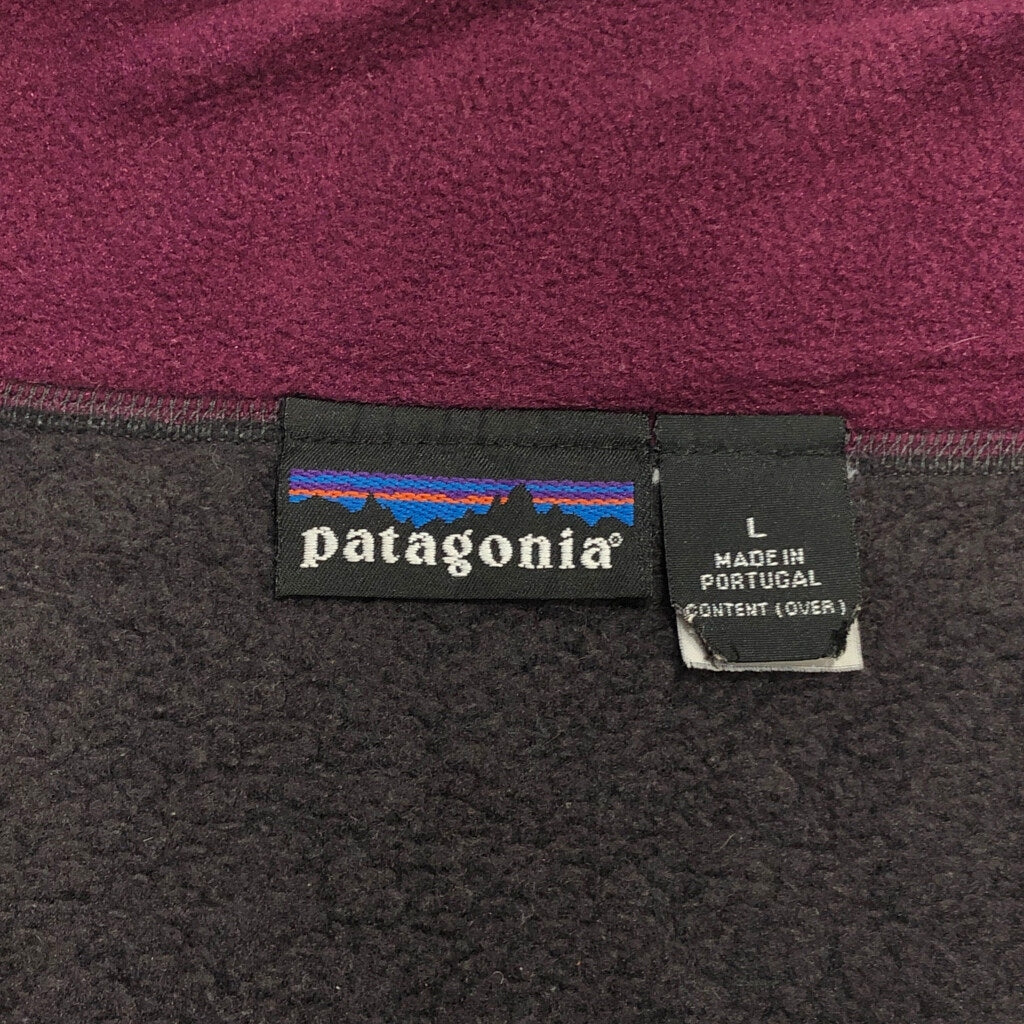 patagonia®
L
MADE IN
PORTUGAL
CONTENT (OVER)